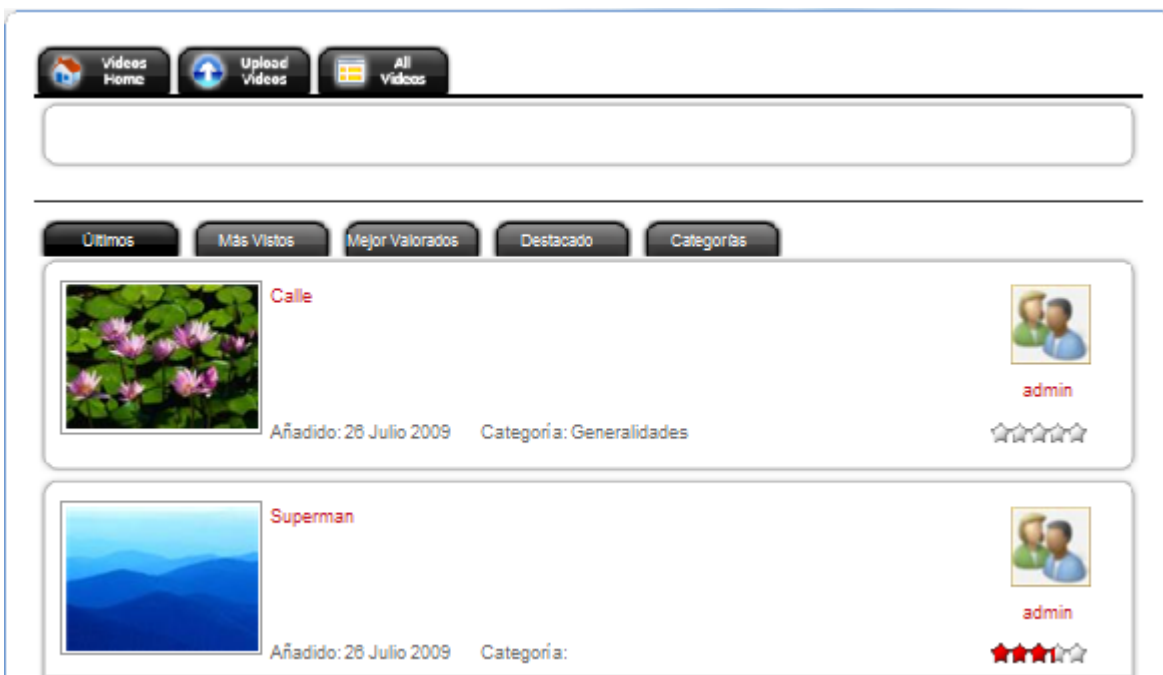 Videos Home
Upload Videos
All Videos
Últimos
Más Vistos
Mejor Valorados
Destacado
Categorías
Calle
admin
Añadido: 26 Julio 2009 Categoría: Generalidades
Superman
admin
Añadido: 26 Julio 2009 Categoría: